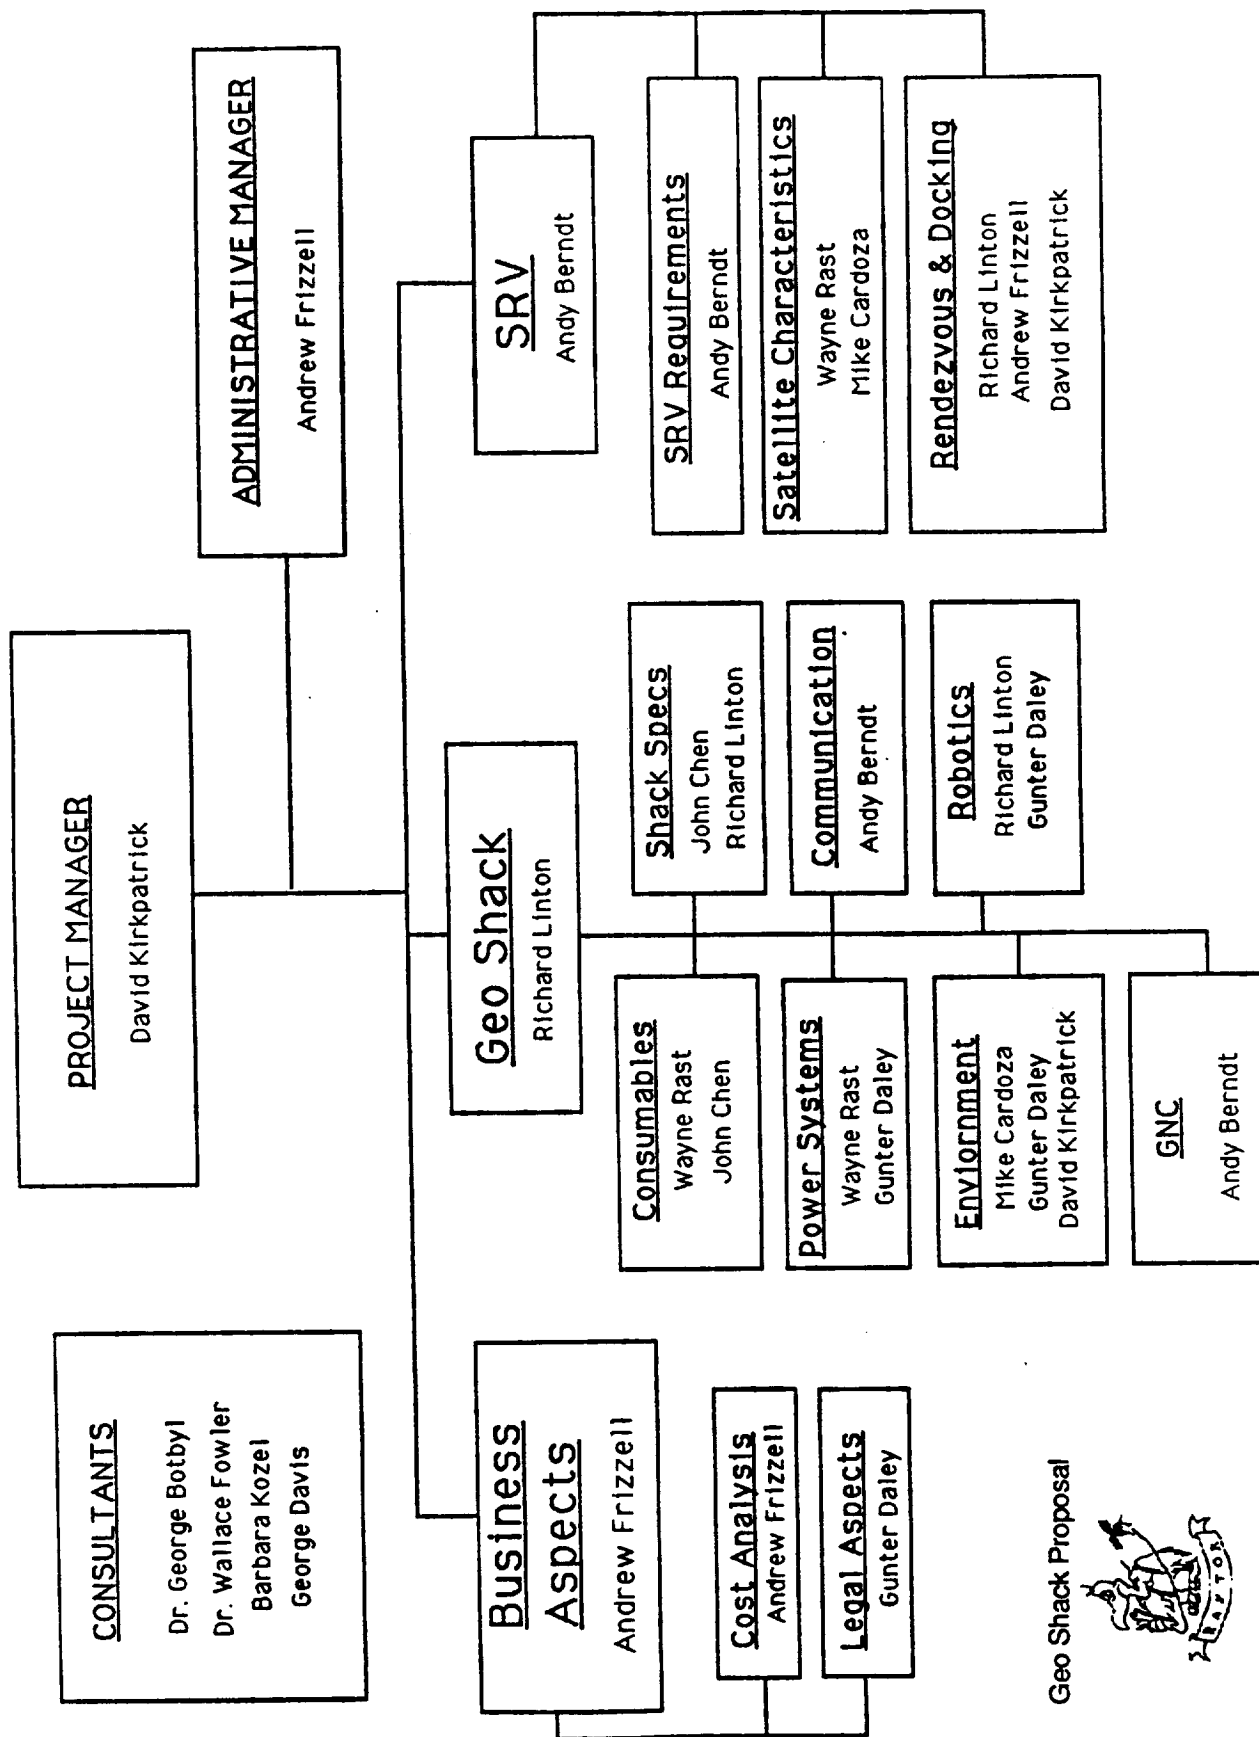 CONSULTANTS
Dr. George Botbyl
Dr. Wallace Fowler
Barbara Kozel
George Davis
PROJECT MANAGER
David Kirkpatrick
ADMINISTRATIVE MANAGER
Andrew Frizzell
Business
Aspects
Andrew Frizzell
Cost Analysis
Andrew Frizzell
Legal Aspects
Gunter Daley
Geo Shack
Richard Linton
Consumables
Wayne Rast
John Chen
Shack Specs
John Chen
Richard Linton
Power Systems
Wayne Rast
Gunter Daley
Communication
Andy Berndt
Enviornment
Mike Cardoza
Gunter Daley
David Kirkpatrick
Robotics
Richard Linton
Gunter Daley
GNC
Andy Berndt
SRV
Andy Berndt
SRV Requirements
Andy Berndt
Satellite Characteristics
Wayne Rast
Mike Cardoza
Rendezvous & Docking
Richard Linton
Andrew Frizzell
David Kirkpatrick
Geo Shack Proposal
RAPTOR